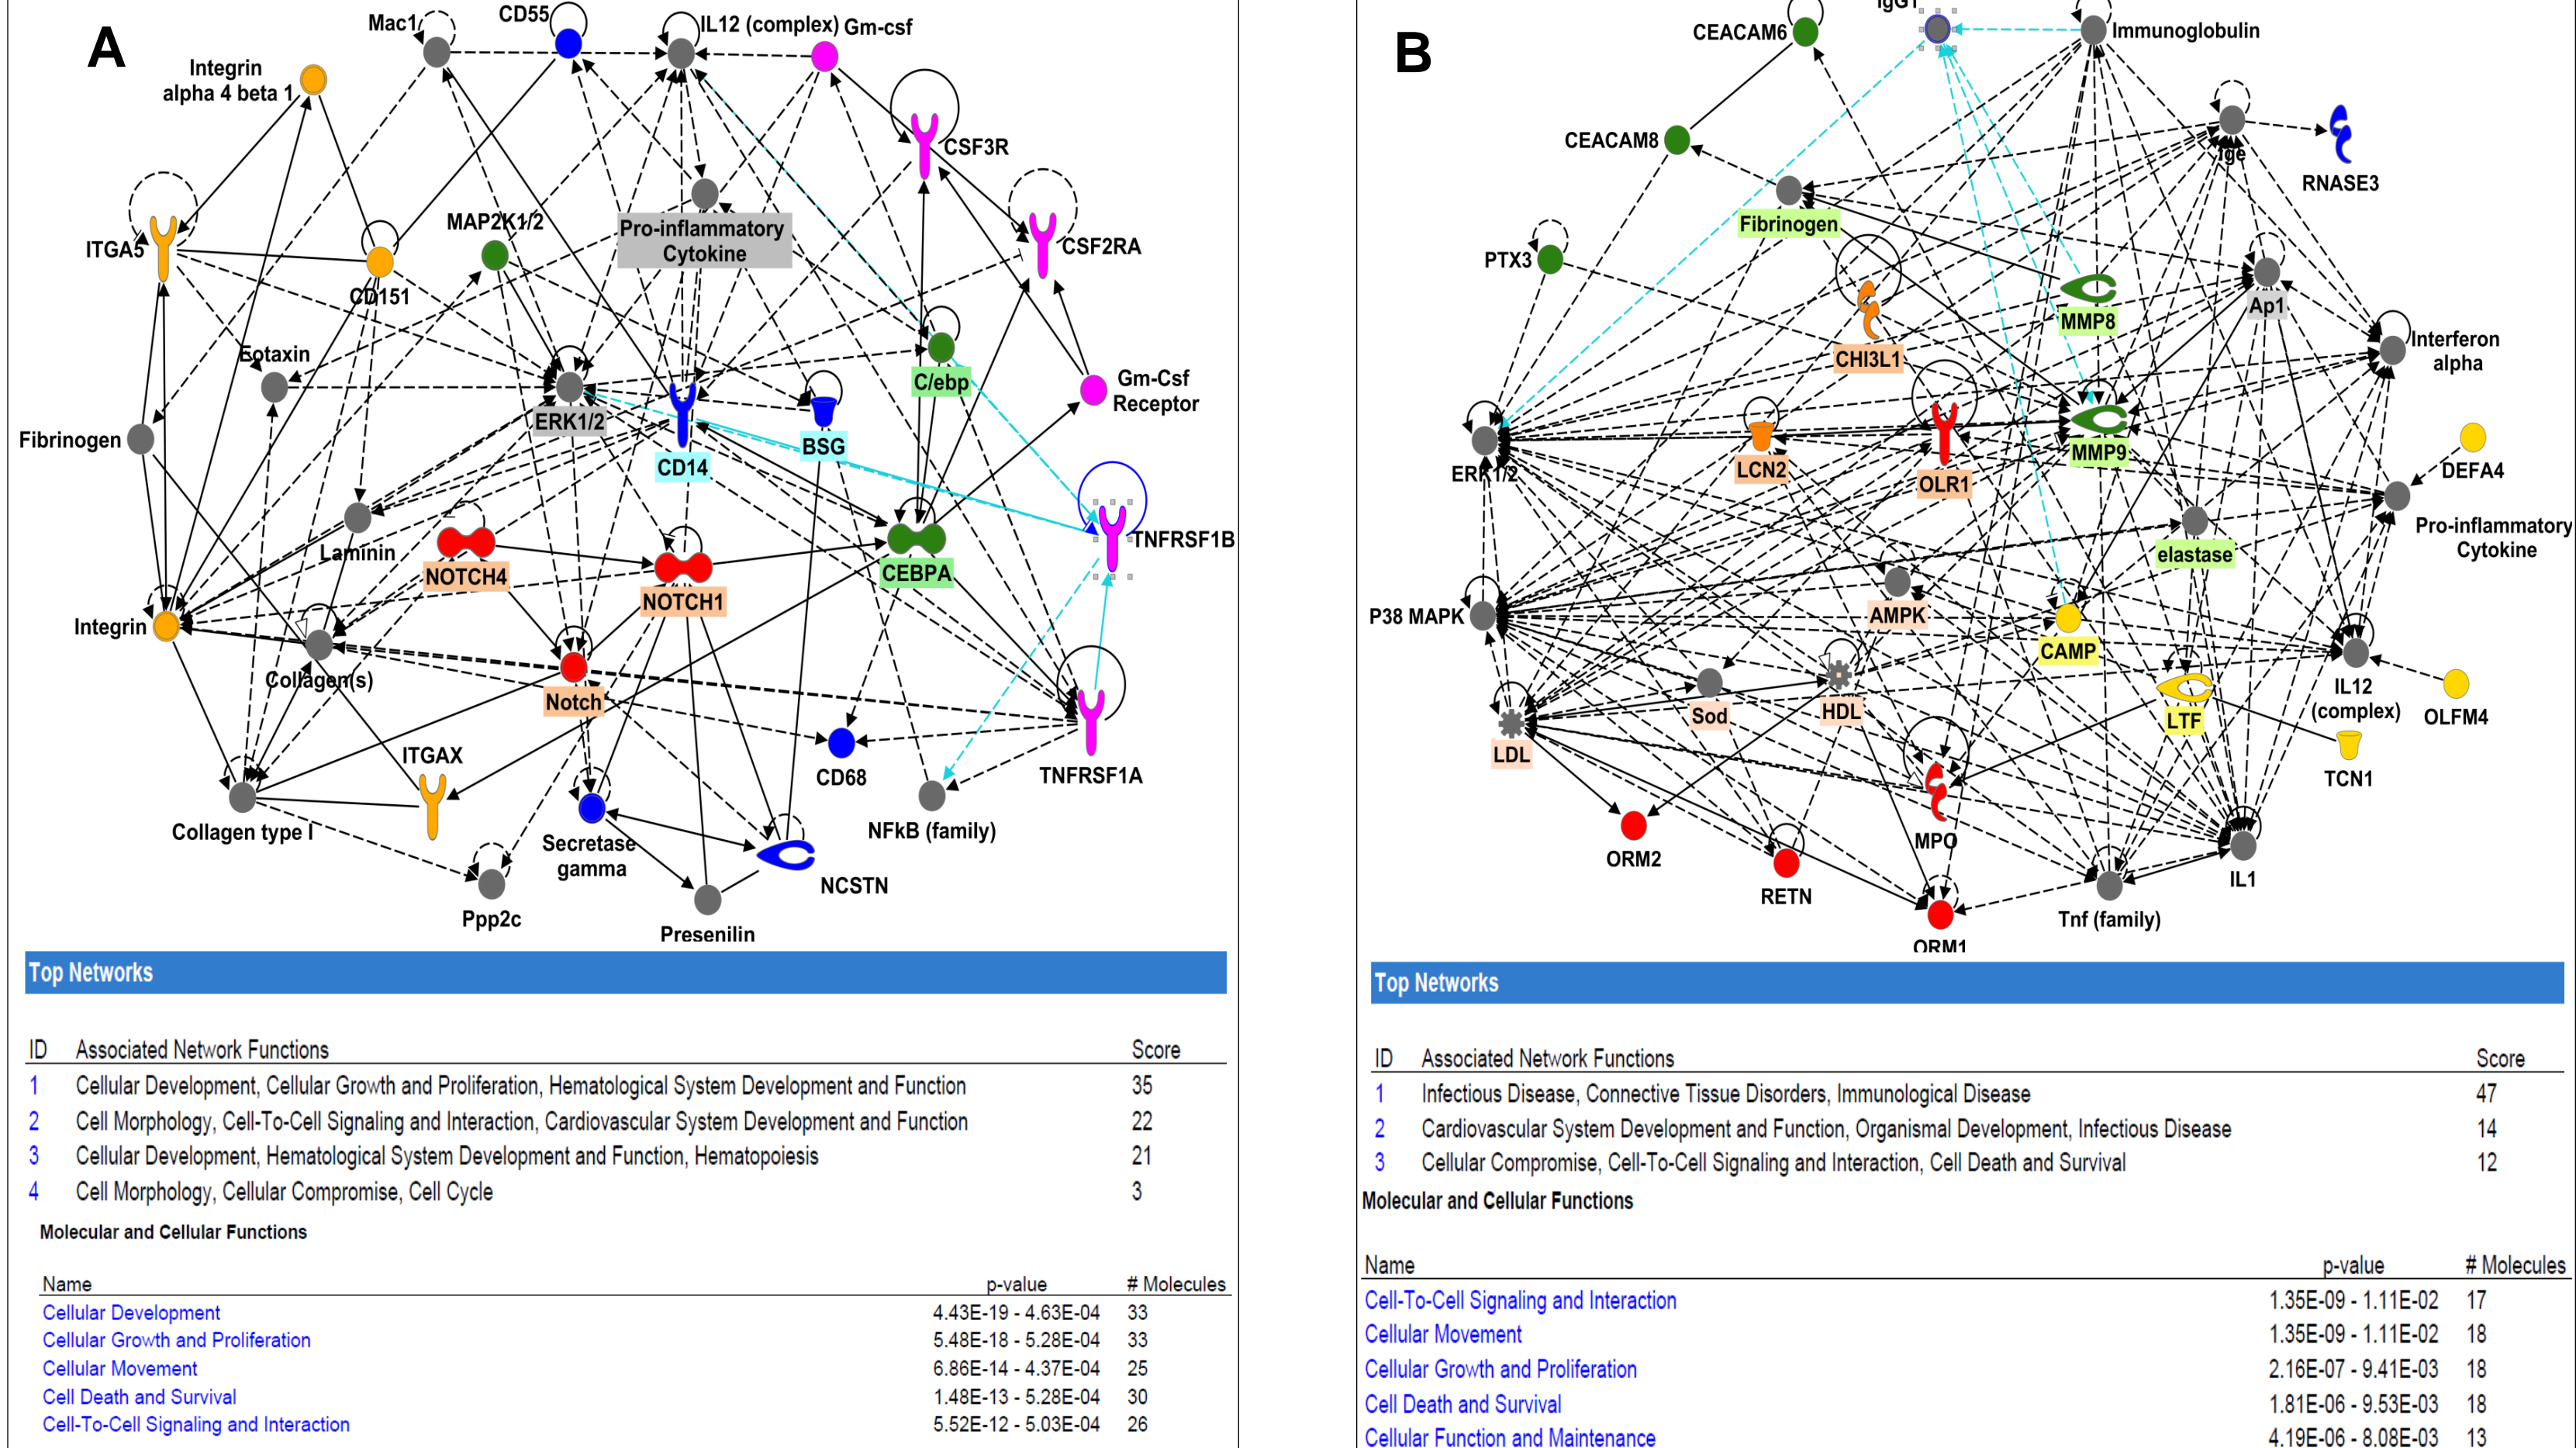 A
Mac1
CD55
IL12 (complex)
Gm-csf
Integrin
alpha 4 beta 1
CSF3R
ITGA5
MAP2K1/2
Pro-inflammatory
Cytokine
CSF2RA
CD151
Eotaxin
C/ebp
Gm-Csf
Receptor
Fibrinogen
ERK1/2
CD14
BSG
TNFRSF1B
Laminin
NOTCH4
NOTCH1
CEBPA
Integrin
Collagen(s)
Notch
ITGAX
CD68
TNFRSF1A
Collagen type I
Secretase
gamma
NFkB (family)
NCSTN
Ppp2c
Presenilin
Top Networks
ID Associated Network Functions Score
1 Cellular Development, Cellular Growth and Proliferation, Hematological System Development and Function 35
2 Cell Morphology, Cell-To-Cell Signaling and Interaction, Cardiovascular System Development and Function 22
3 Cellular Development, Hematological System Development and Function, Hematopoiesis 21
4 Cell Morphology, Cellular Compromise, Cell Cycle 3
Molecular and Cellular Functions
Name p-value # Molecules
Cellular Development 4.43E-19 - 4.63E-04 33
Cellular Growth and Proliferation 5.48E-18 - 5.28E-04 33
Cellular Movement 6.86E-14 - 4.37E-04 25
Cell Death and Survival 1.48E-13 - 5.28E-04 30
Cell-To-Cell Signaling and Interaction 5.52E-12 - 5.03E-04 26
B
CEACAM6
IgG1
Immunoglobulin
CEACAM8
Ige
RNASE3
Fibrinogen
PTX3
MMP8
Ap1
CHI3L1
Interferon
alpha
ERK1/2
LCN2
OLR1
MMP9
DEFA4
Pro-inflammatory
Cytokine
elastase
P38 MAPK
AMPK
CAMP
IL12
(complex)
OLFM4
LDL
Sod
HDL
LTF
TCN1
ORM2
MPO
RETN
IL1
Tnf (family)
ORM1
Top Networks
ID Associated Network Functions Score
1 Infectious Disease, Connective Tissue Disorders, Immunological Disease 47
2 Cardiovascular System Development and Function, Organismal Development, Infectious Disease 14
3 Cellular Compromise, Cell-To-Cell Signaling and Interaction, Cell Death and Survival 12
Molecular and Cellular Functions
Name p-value # Molecules
Cell-To-Cell Signaling and Interaction 1.35E-09 - 1.11E-02 17
Cellular Movement 1.35E-09 - 1.11E-02 18
Cellular Growth and Proliferation 2.16E-07 - 9.41E-03 18
Cell Death and Survival 1.81E-06 - 9.53E-03 18
Cellular Function and Maintenance 4.19E-06 - 8.08E-03 13